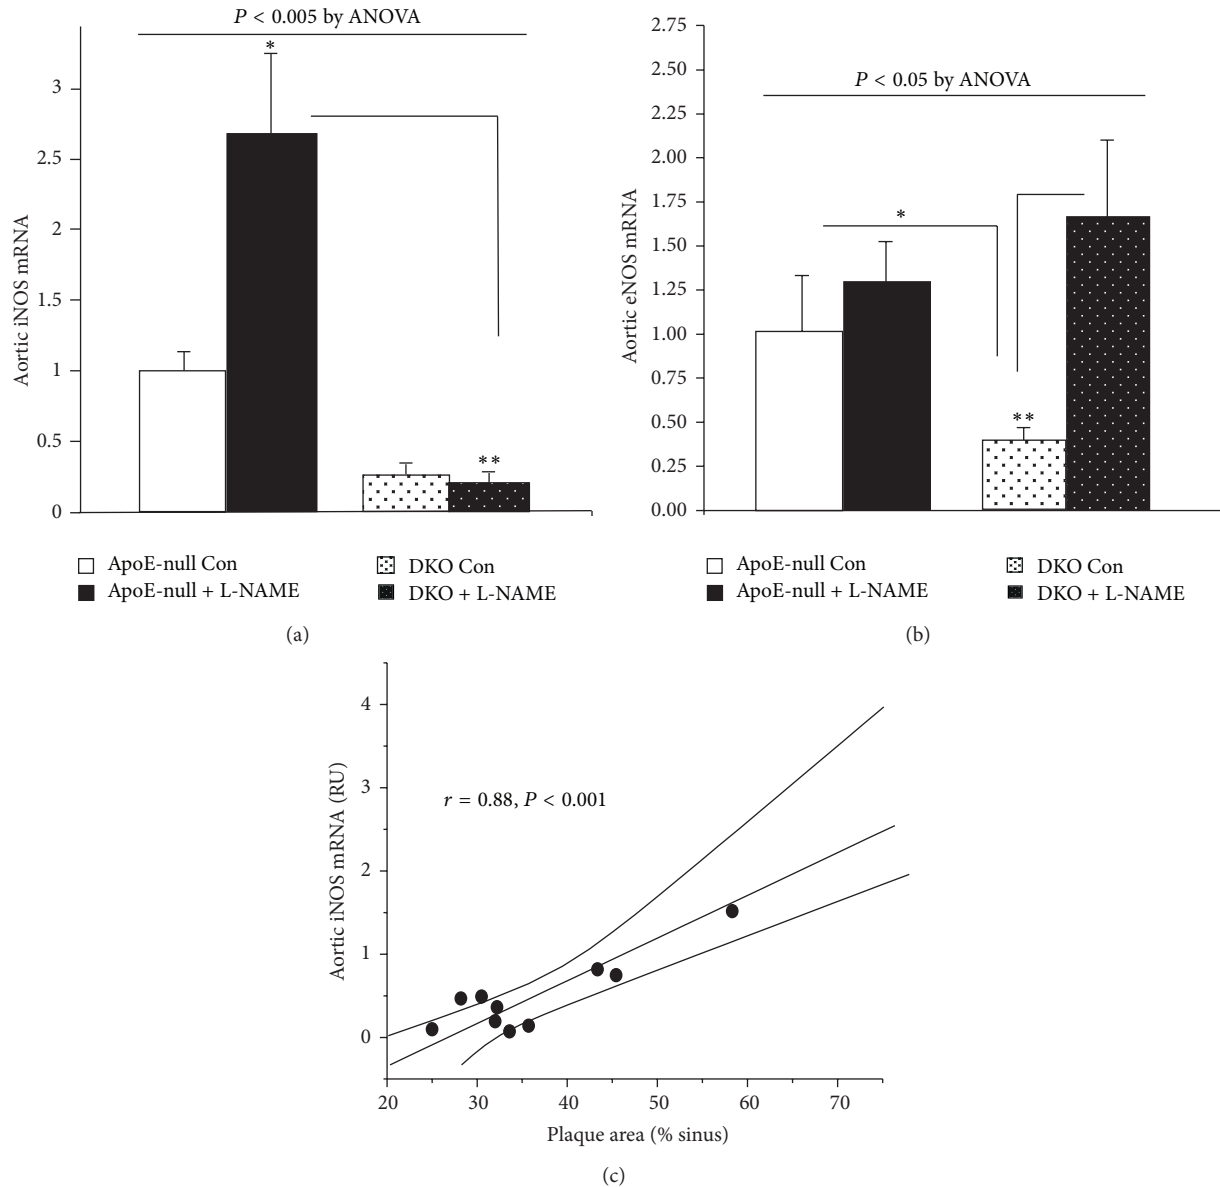 P < 0.005 by ANOVA
*
3
2.5
2
1.5
1
0.5
0
Aortic iNOS mRNA
**
ApoE-null Con
ApoE-null + L-NAME
DKO Con
DKO + L-NAME
(a)
2.75
2.50
2.25
2.00
1.75
1.50
1.25
1.00
0.75
0.50
0.25
0.00
Aortic eNOS mRNA
P < 0.05 by ANOVA
*
**
ApoE-null Con
ApoE-null + L-NAME
DKO Con
DKO + L-NAME
(b)
4
3
2
1
0
Aortic iNOS mRNA (RU)
r = 0.88, P < 0.001
20 30 40 50 60 70
Plaque area (% sinus)
(c)